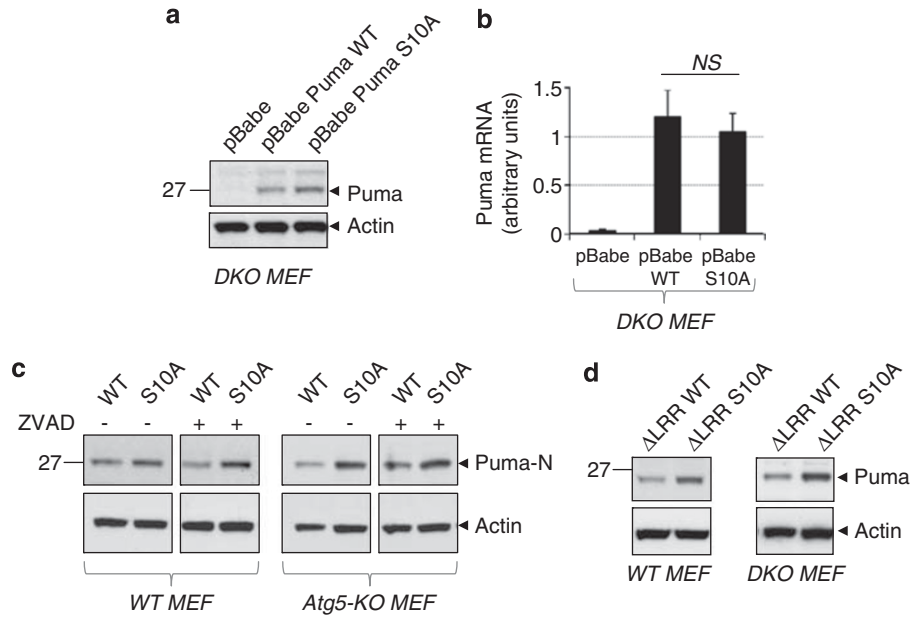 a
pBabe
pBabe Puma WT
pBabe Puma S10A
27
Puma
Actin
DKO MEF
b
NS
Puma mRNA
(arbitrary units)
1.5
1
0.5
0
pBabe
pBabe
WT
pBabe
S10A
DKO MEF
c
WT S10A WT S10A WT S10A WT S10A
ZVAD - - + + - - + +
27
Puma-N
Actin
WT MEF
Atg5-KO MEF
d
ΔLRR WT
ΔLRR S10A
ΔLRR WT
ΔLRR S10A
27
Puma
Actin
WT MEF
DKO MEF